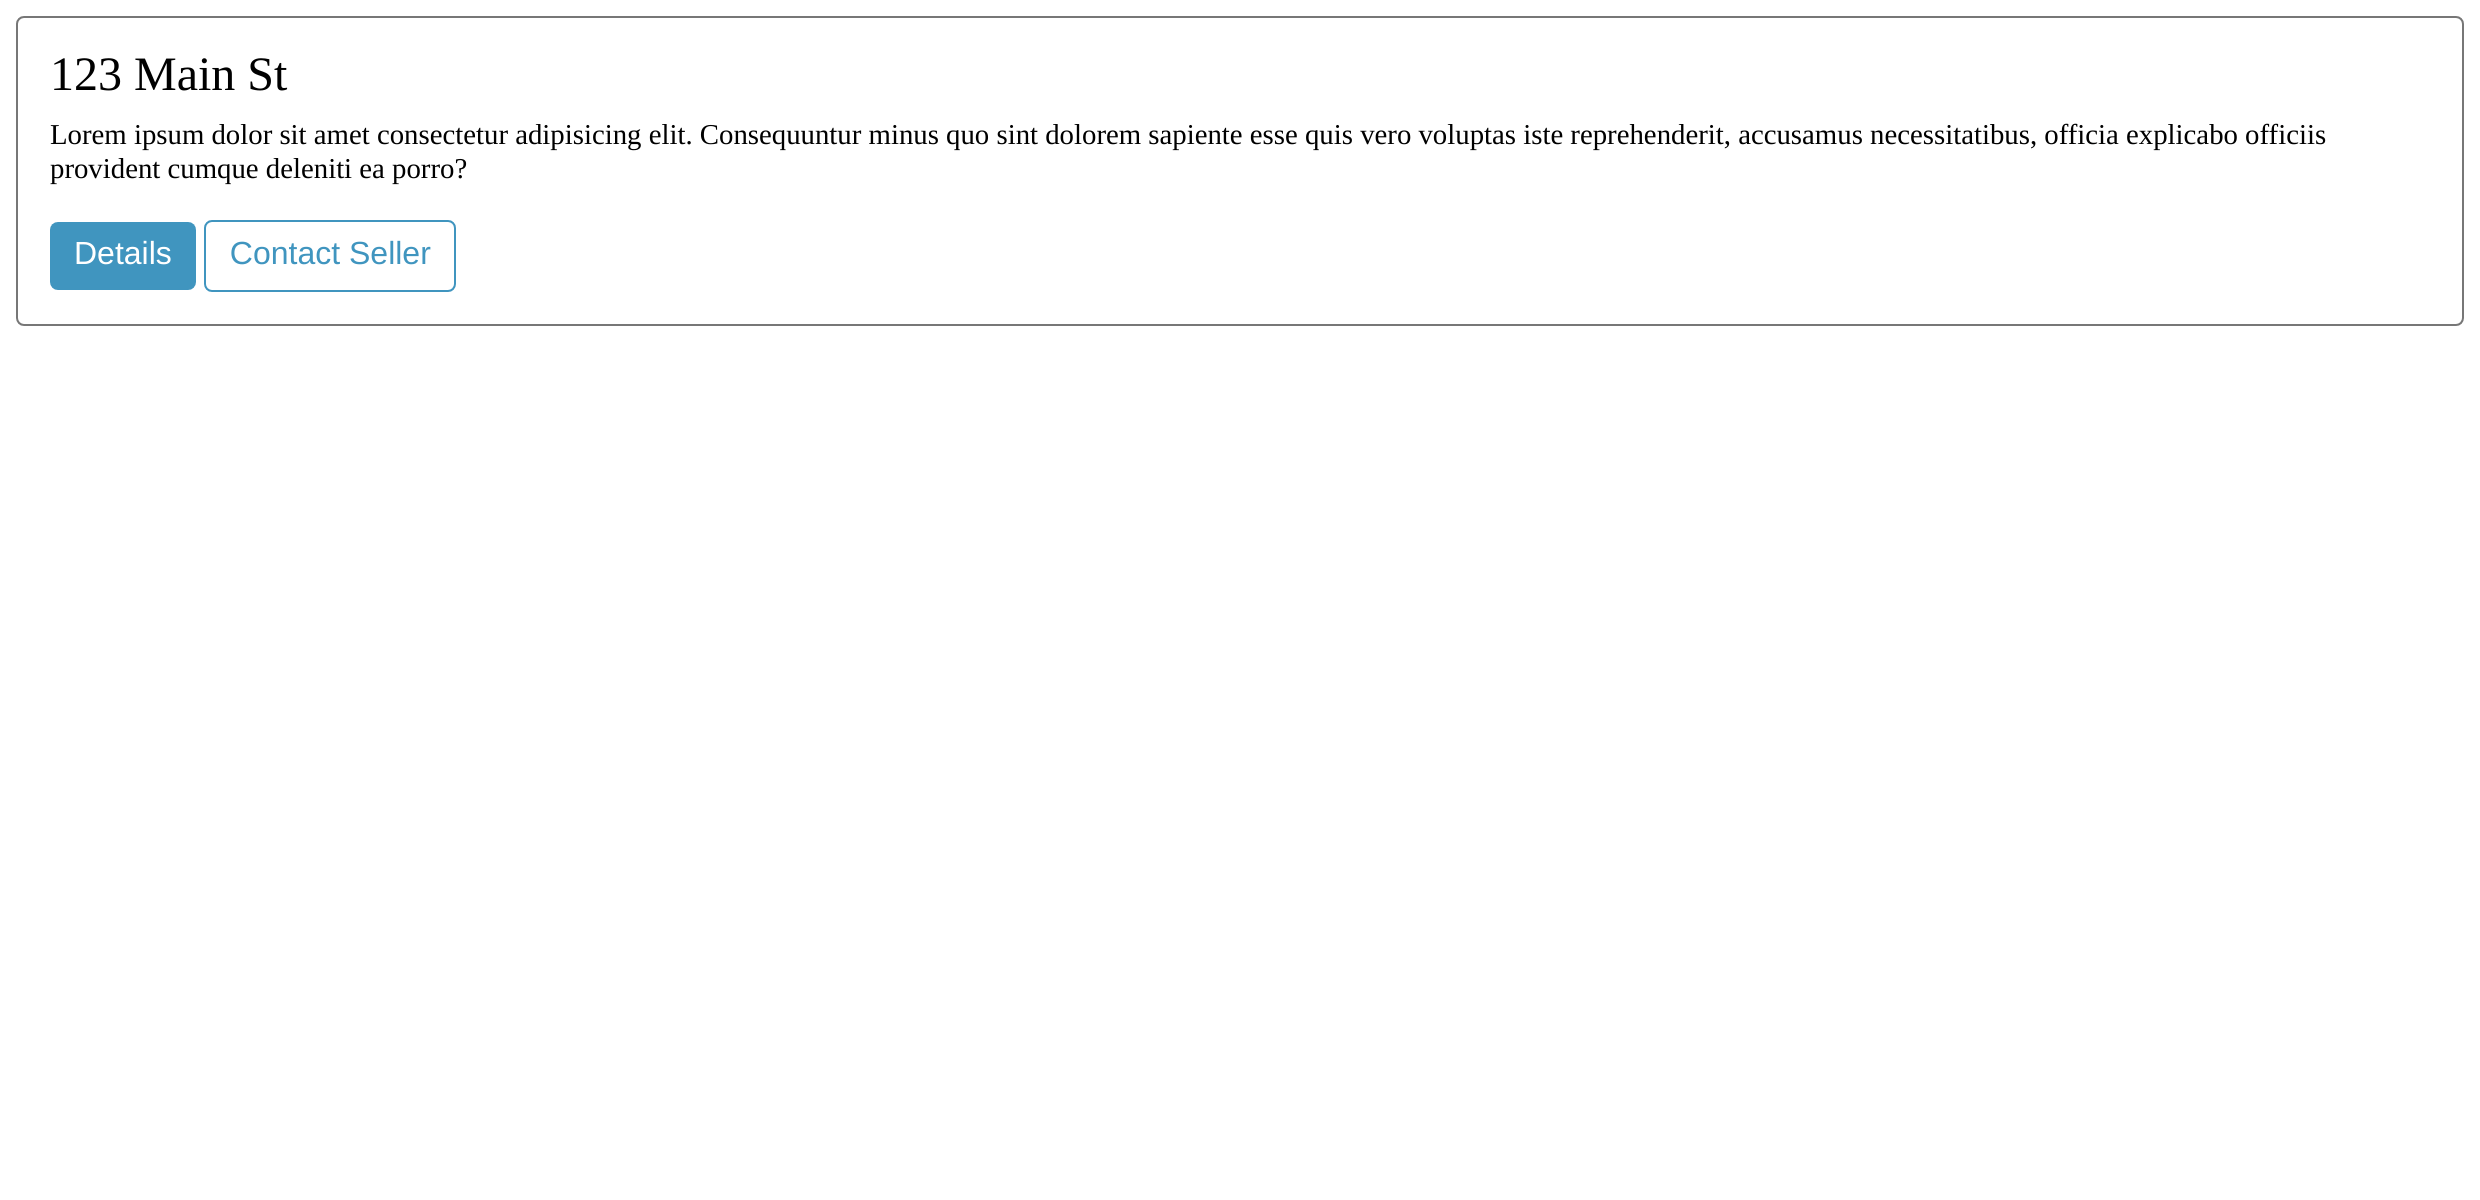 123 Main St
Lorem ipsum dolor sit amet consectetur adipisicing elit. Consequuntur minus quo sint dolorem sapiente esse quis vero voluptas iste reprehenderit, accusamus necessitatibus, officia explicabo officiis
provident cumque deleniti ea porro?
Details Contact Seller